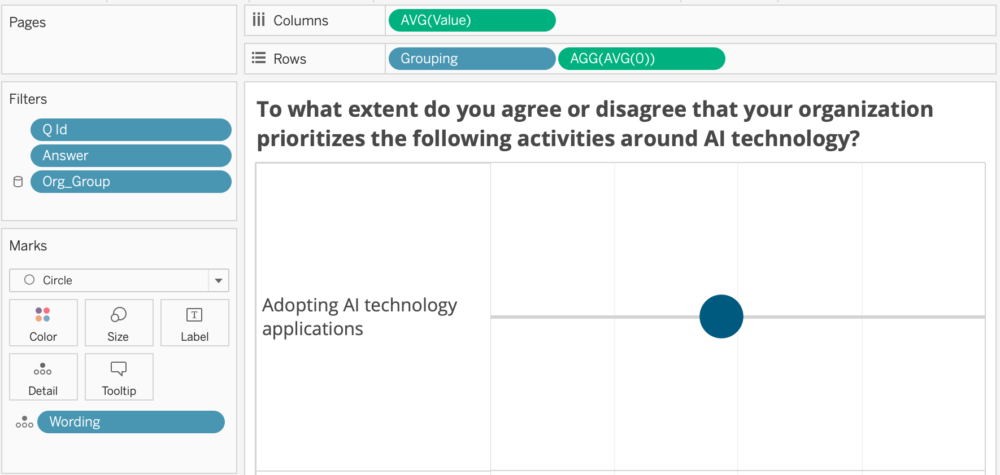 Pages
Columns
AVG(Value)
Rows
Grouping
AGG(AVG(0))
Filters
Q Id
Answer
Org_Group
Marks
Circle
Color
Size
T
Label
Detail
Tooltip
Wording
To what extent do you agree or disagree that your organization
prioritizes the following activities around AI technology?
Adopting AI technology
applications